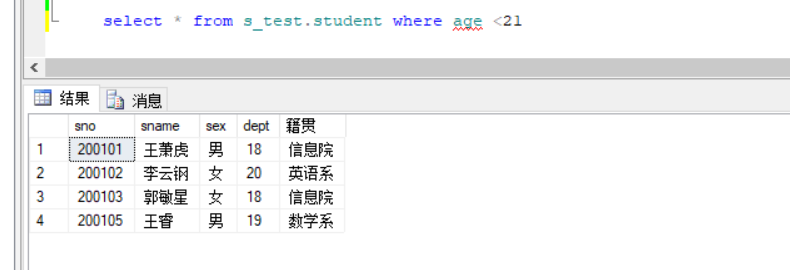 select * from s_test.student where age <21
结果 消息
sno sname sex dept 籍贯
1 200101 王萧虎 男 18 信息院
2 200102 李云钢 女 20 英语系
3 200103 郭敏星 女 18 信息院
4 200105 王睿 男 19 数学系